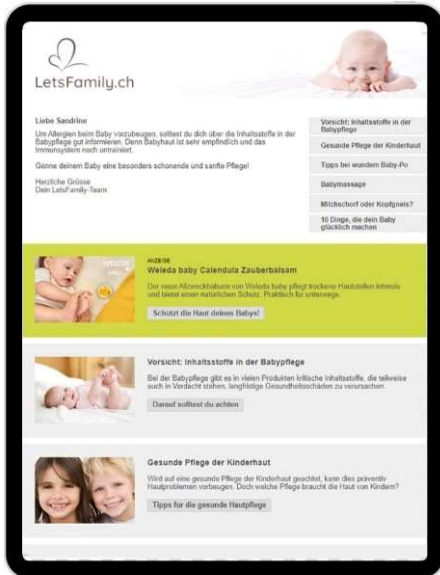 LetsFamily.ch
Liebe Sandrine
Um Allergien beim Baby vorzubeugen, solltest du dich über die Inhaltsstoffe in der
Babypflege gut informieren. Denn Babyhaut ist sehr empfindlich und das
Immunsystem noch untrainiert.
Gönne deinem Baby eine besonders schonende und sanfte Pflege!
Herzliche Grüsse
Dein LetsFamily-Team
Vorsicht: Inhaltsstoffe in der
Babypflege
Gesunde Pflege der Kinderhaut
Tipps bei wundem Baby-Po
Babymassage
Milchschorf oder Kopfgneis?
10 Dinge, die dein Baby
glücklich machen
WELEDA
ANZEIGE
Weleda baby Calendula Zauberbalsam
Der neue Allzweckbalsam von Weleda baby pflegt trockene Hautstellen intensiv
und bietet einen natürlichen Schutz. Praktisch für unterwegs.
Schützt die Haut deines Babys!
Vorsicht: Inhaltsstoffe in der Babypflege
Bei der Babypflege gibt es in vielen Produkten kritische Inhaltsstoffe, die teilweise
auch in Verdacht stehen, langfristige Gesundheitsschäden zu verursachen.
Darauf solltest du achten
Gesunde Pflege der Kinderhaut
Wird auf eine gesunde Pflege der Kinderhaut geachtet, kann dies präventiv
Hautproblemen vorbeugen. Doch welche Pflege braucht die Haut von Kindern?
Tipps für die gesunde Hautpflege